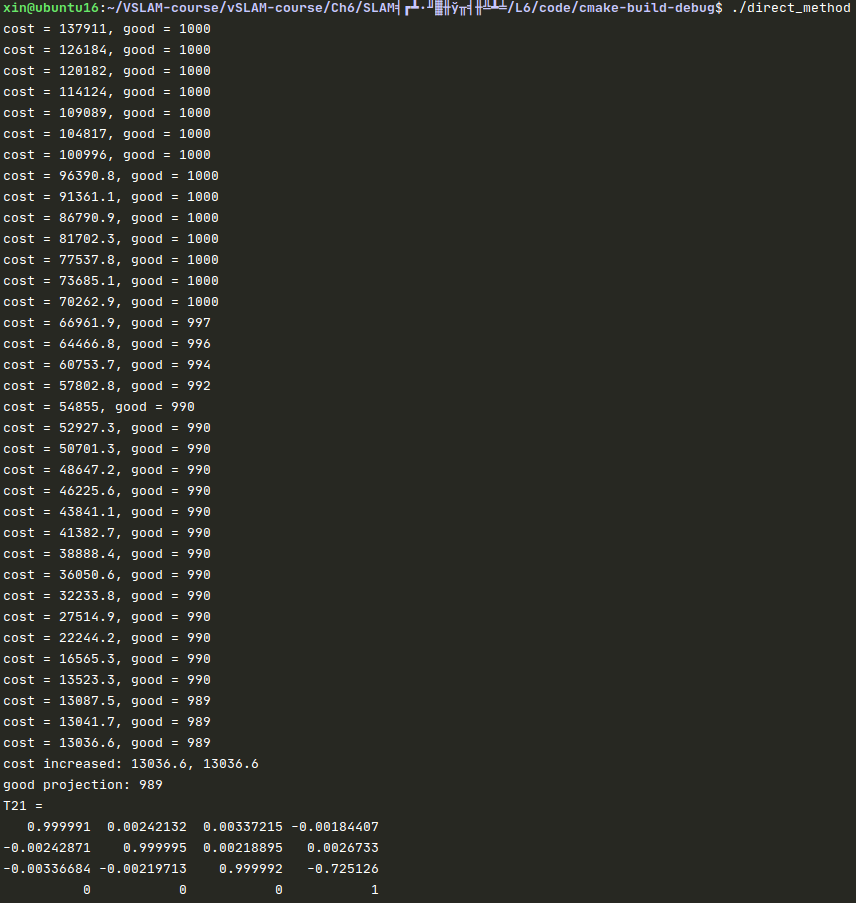 xin@ubuntu16:~/VSLAM-course/vSLAM-course/Ch6/SLAM╡┌┻·╜▓╫ў╥╡╫╩┻╧/L6/code/cmake-build-debug$ ./direct_method
cost = 137911, good = 1000
cost = 126184, good = 1000
cost = 120182, good = 1000
cost = 114124, good = 1000
cost = 109089, good = 1000
cost = 104817, good = 1000
cost = 100996, good = 1000
cost = 96390.8, good = 1000
cost = 91361.1, good = 1000
cost = 86790.9, good = 1000
cost = 81702.3, good = 1000
cost = 77537.8, good = 1000
cost = 73685.1, good = 1000
cost = 70262.9, good = 1000
cost = 66961.9, good = 997
cost = 64466.8, good = 996
cost = 60753.7, good = 994
cost = 57802.8, good = 992
cost = 54855, good = 990
cost = 52927.3, good = 990
cost = 50701.3, good = 990
cost = 48647.2, good = 990
cost = 46225.6, good = 990
cost = 43841.1, good = 990
cost = 41382.7, good = 990
cost = 38888.4, good = 990
cost = 36050.6, good = 990
cost = 32233.8, good = 990
cost = 27514.9, good = 990
cost = 22244.2, good = 990
cost = 16565.3, good = 990
cost = 13523.3, good = 990
cost = 13087.5, good = 989
cost = 13041.7, good = 989
cost = 13036.6, good = 989
cost increased: 13036.6, 13036.6
good projection: 989
T21 =
0.999991 0.00242132 0.00337215 -0.00184407
-0.00242871 0.999995 0.00218895 0.0026733
-0.00336684 -0.00219713 0.999992 -0.725126
0 0 0 1